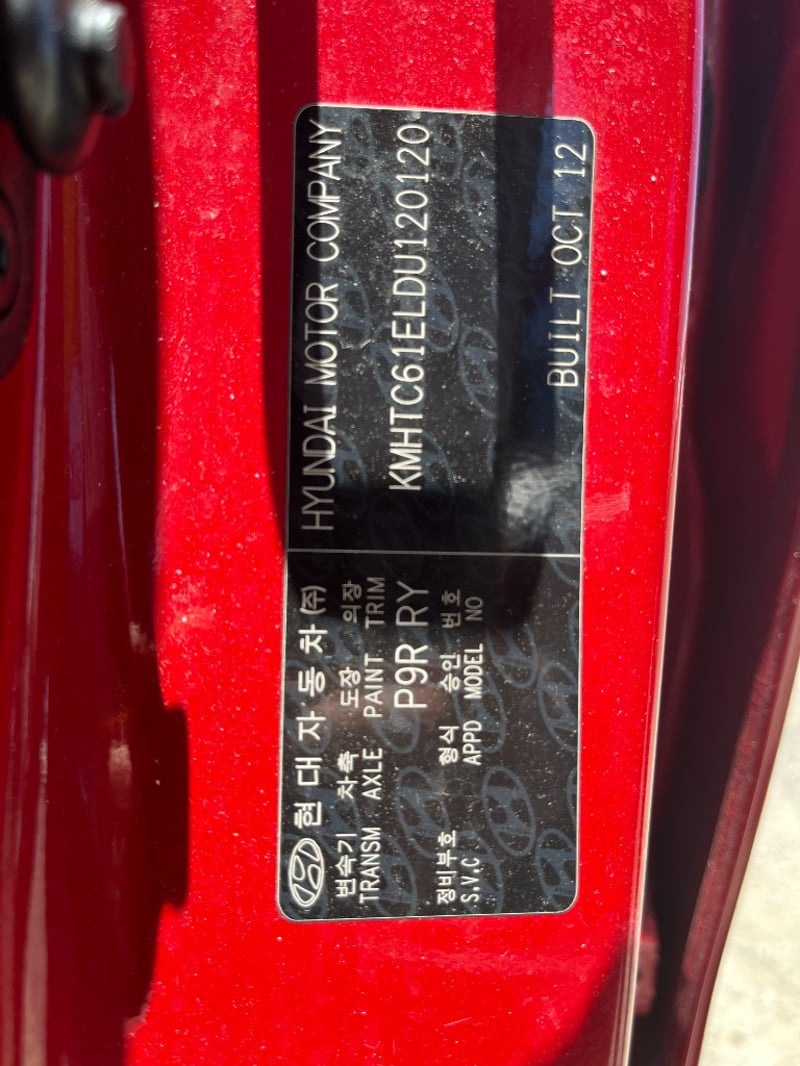 현대자동차(주) HYUNDAI MOTOR COMPANY
변속기 차축 도장 의장
TRANSM AXLE PAINT TRIM
P9R RY KMHTC61ELDU120120
정비부호 형식 승인 번호
S.V.C APPD MODEL NO
BUILT OCT 12